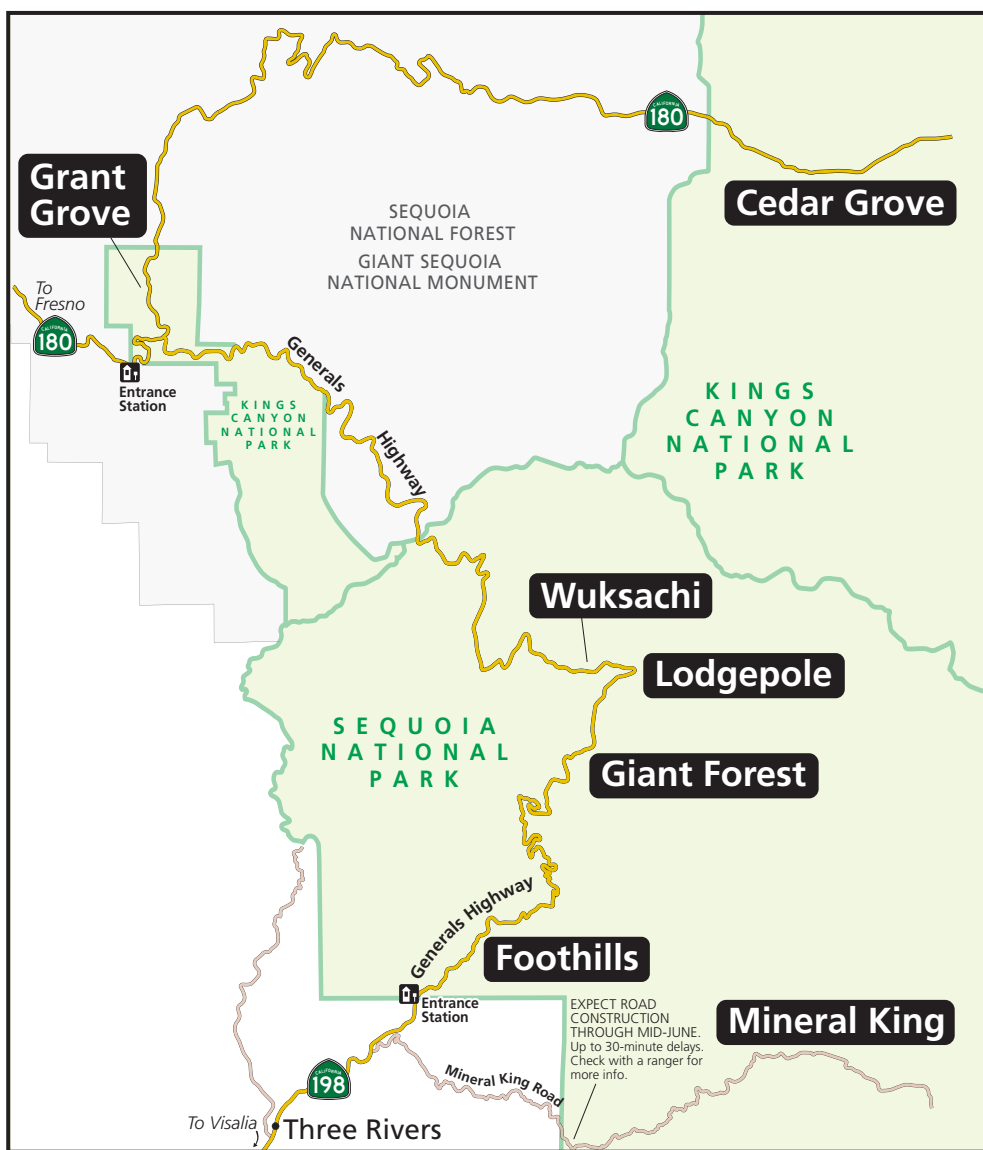 CALIFORNIA
180
Grant
Grove
Cedar Grove
SEQUOIA
NATIONAL FOREST
GIANT SEQUOIA
NATIONAL MONUMENT
To
Fresno
CALIFORNIA
180
Entrance
Station
Generals
Highway
KINGS
CANYON
NATIONAL
PARK
KINGS
CANYON
NATIONAL
PARK
Wuksachi
Lodgepole
SEQUOIA
NATIONAL
PARK
Giant Forest
Generals Highway
Foothills
Entrance
Station
EXPECT ROAD
CONSTRUCTION
THROUGH MID-JUNE.
Up to 30-minute delays.
Check with a ranger for
more info.
Mineral King
CALIFORNIA
198
Mineral King Road
To Visalia
Three Rivers